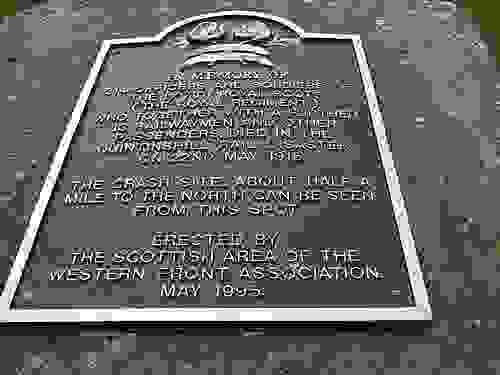 IN MEMORY OF
OFFICERS AND SOLDIERS
THE ROYAL SCOTS
(THE ROYAL REGIMENT)
AND TOGETHER WITH
RAILWAYMEN AND OTHER
PASSENGERS DIED IN THE
QUINTINSHILL RAIL DISASTER
ON 22ND MAY 1915
THE CRASH SITE, ABOUT HALF A
MILE TO THE NORTH CAN BE SEEN
FROM THIS SPOT
ERECTED BY
THE SCOTTISH AREA OF THE
WESTERN FRONT ASSOCIATION.
MAY 1995.